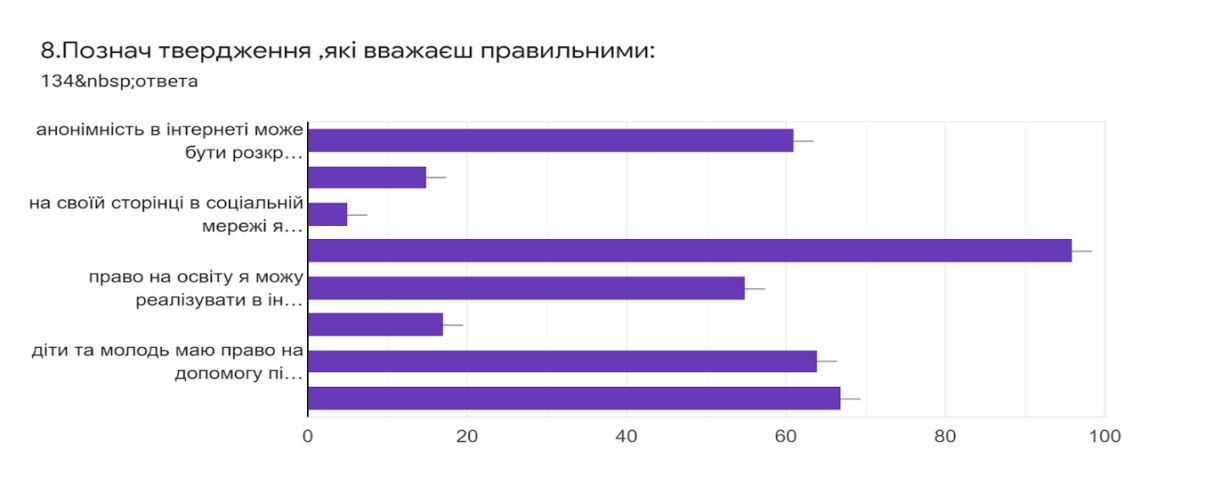 8.Познач твердження ,які вважаєш правильними:
134&nbsp;ответа
анонімність в інтернеті може
бути розкр...
на своїй сторінці в соціальній
мережі я...
право на освіту я можу
реалізувати в ін...
діти та молодь маю право на
допомогу пі...
0 20 40 60 80 100